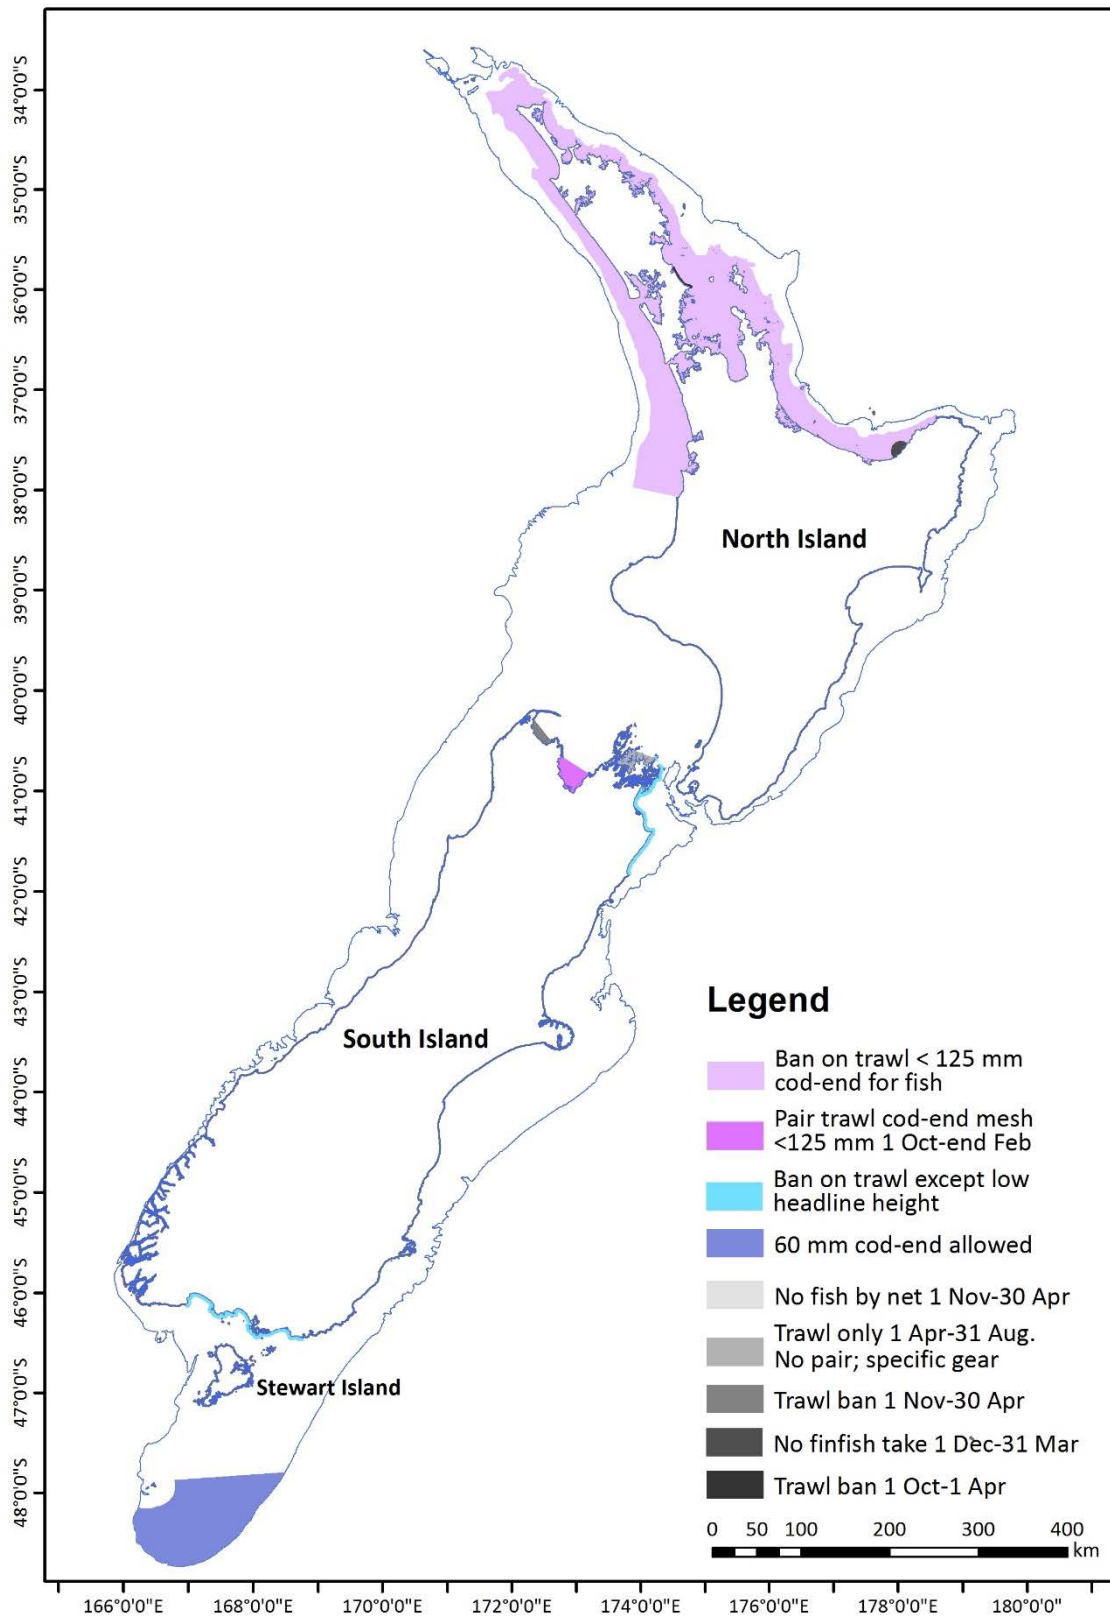 34°0'0"S
35°0'0"S
36°0'0"S
37°0'0"S
38°0'0"S
39°0'0"S
40°0'0"S
41°0'0"S
42°0'0"S
43°0'0"S
44°0'0"S
45°0'0"S
46°0'0"S
47°0'0"S
48°0'0"S
North Island
South Island
Stewart Island
Legend
Ban on trawl < 125 mm
cod-end for fish
Pair trawl cod-end mesh
<125 mm 1 Oct-end Feb
Ban on trawl except low
headline height
60 mm cod-end allowed
No fish by net 1 Nov-30 Apr
Trawl only 1 Apr-31 Aug.
No pair; specific gear
Trawl ban 1 Nov-30 Apr
No finfish take 1 Dec-31 Mar
Trawl ban 1 Oct-1 Apr
0 50 100 200 300 400
km
166°0'0"E 168°0'0"E 170°0'0"E 172°0'0"E 174°0'0"E 176°0'0"E 178°0'0"E 180°0'0"E